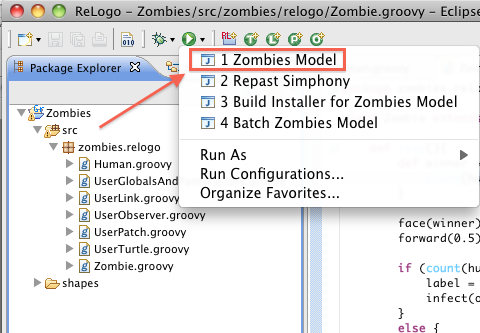 ReLogo – Zombies/src/zombies/relogo/Zombie.groovy – Eclipse
Package Explorer
1 Zombies Model
2 Repast Simphony
3 Build Installer for Zombies Model
4 Batch Zombies Model
Run As
Run Configurations...
Organize Favorites...
Zombies
src
zombies.relogo
Human.groovy
UserGlobalsAnd
UserLink.groovy
UserObserver.groovy
UserPatch.groovy
UserTurtle.groovy
Zombie.groovy
shapes
face(winner)
forward(0.5)
if (count(hu
label =
infect(o
}
else {